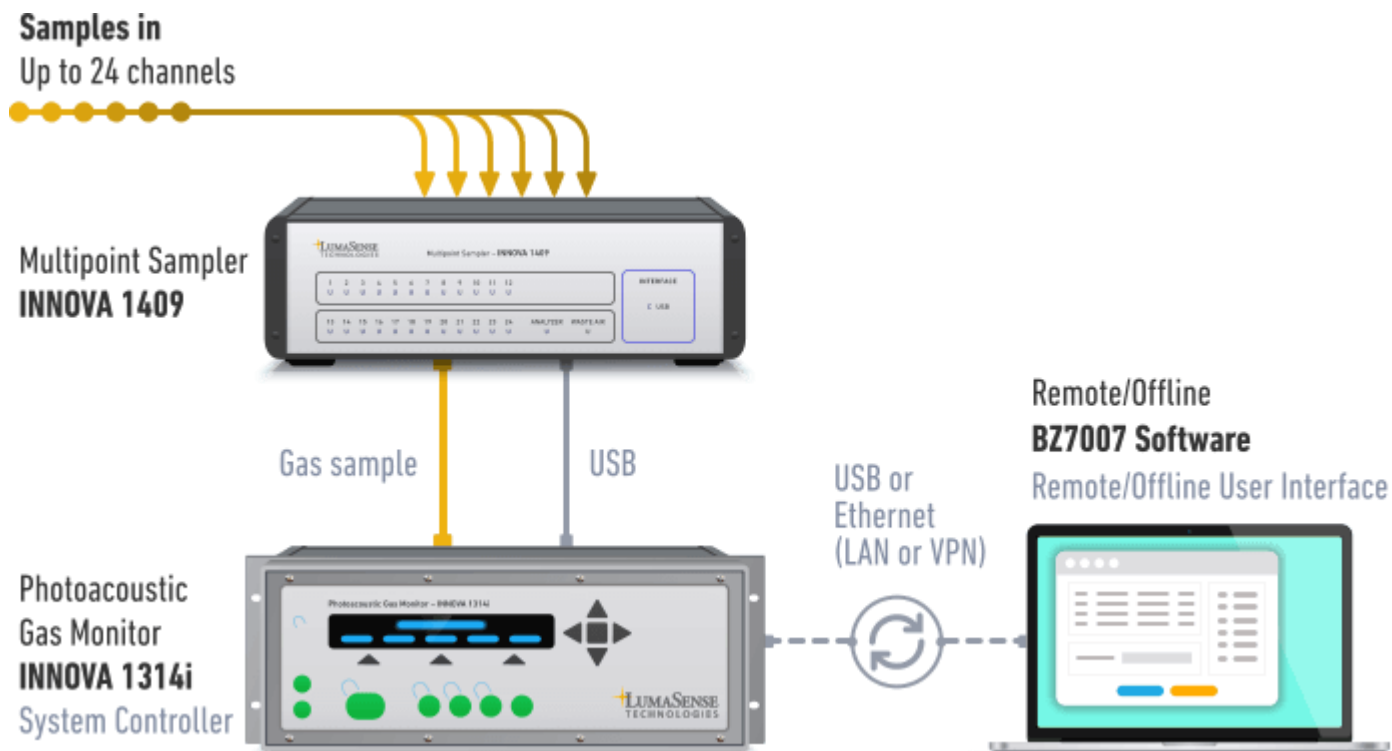 Samples in
Up to 24 channels
Multipoint Sampler
INNOVA 1409
LUMASENSE
TECHNOLOGIES
Multipoint Sampler – INNOVA 1409
1 2 3 4 5 6 7 8 9 10 11 12
13 14 15 16 17 18 19 20 21 22 23 24 ANALYZER WASTE AIR
INTERFACE
USB
Gas sample
USB
Photoacoustic
Gas Monitor
INNOVA 1314i
System Controller
Photoacoustic Gas Monitor – INNOVA 1314i
LUMASENSE
TECHNOLOGIES
USB or
Ethernet
(LAN or VPN)
Remote/Offline
BZ7007 Software
Remote/Offline User Interface